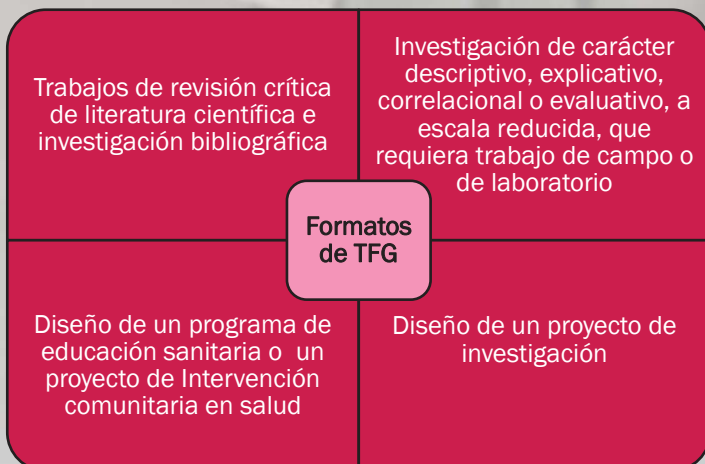 Trabajos de revisión crítica
de literatura científica e
investigación bibliográfica
Investigación de carácter
descriptivo, explicativo,
correlacional o evaluativo, a
escala reducida, que
requiera trabajo de campo o
de laboratorio
Formatos
de TFG
Diseño de un programa de
educación sanitaria o un
proyecto de Intervención
comunitaria en salud
Diseño de un proyecto de
investigación